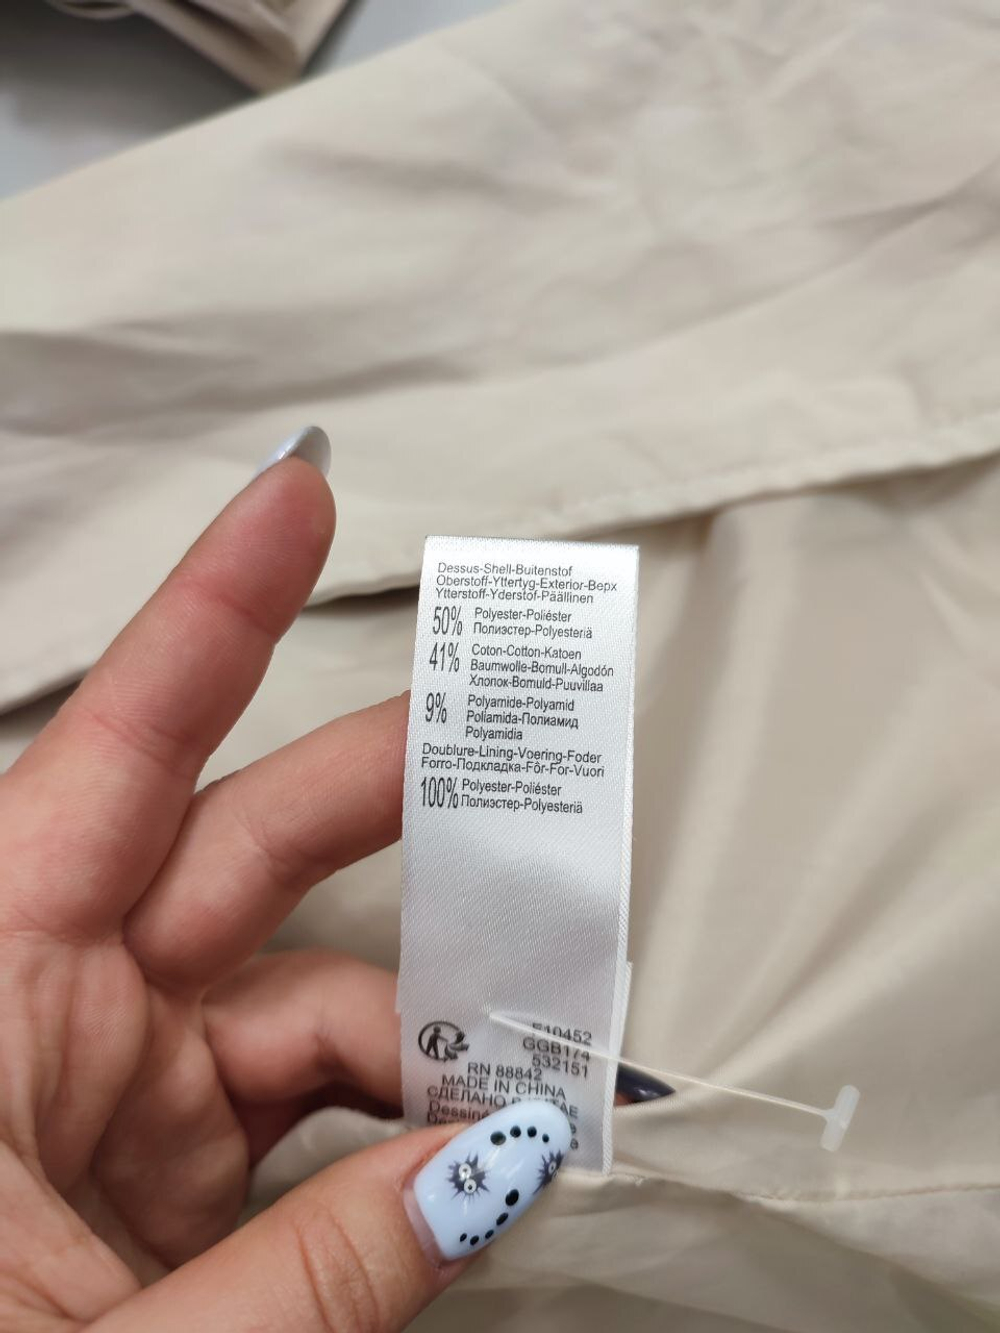 Dessus-Shell-Buitenstof
Oberstoff-Yttertyg-Exterior-Верх
Ytterstoff-Yderstof-Päällinen
50% Polyester-Poliéster
Полиэстер-Polyesteriä
41% Coton-Cotton-Katoen
Baumwolle-Bomull-Algodón
Хлопок-Bomuld-Puuvillaa
9% Polyamide-Polyamid
Poliamida-Полиамид
Polyamidia
Doublure-Lining-Voering-Foder
Forro-Подкладка-Fôr-For-Vuori
100% Polyester-Poliéster
Полиэстер-Polyesteriä
E10452
GGB174
532151
RN 88842
MADE IN CHINA
СДЕЛАНО
Dessiné